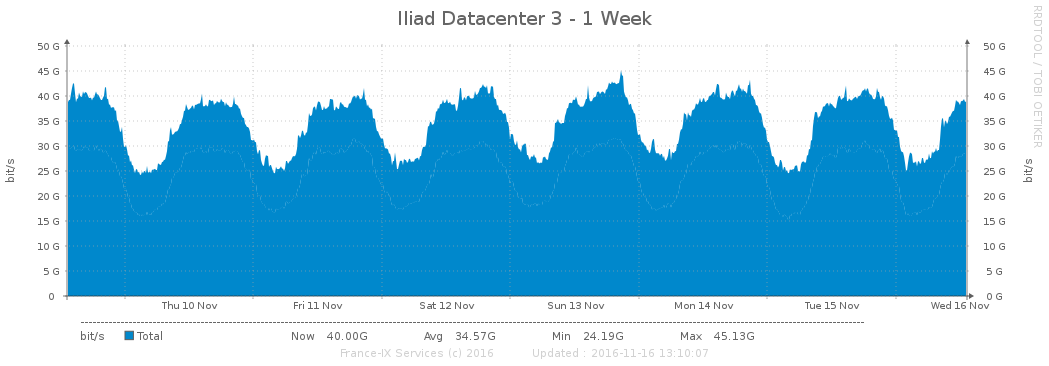 Iliad Datacenter 3 - 1 Week
RRDTOOL / TOBI OETIKER
bit/s
50 G 50 G
45 G 45 G
40 G 40 G
35 G 35 G
30 G 30 G
25 G 25 G
20 G 20 G
15 G 15 G
10 G 10 G
5 G 5 G
0 0 G
bit/s
Thu 10 Nov Fri 11 Nov Sat 12 Nov Sun 13 Nov Mon 14 Nov Tue 15 Nov Wed 16 Nov
bit/s Total Now 40.00G Avg 34.57G Min 24.19G Max 45.13G
France-IX Services (c) 2016 Updated : 2016-11-16 13:10:07